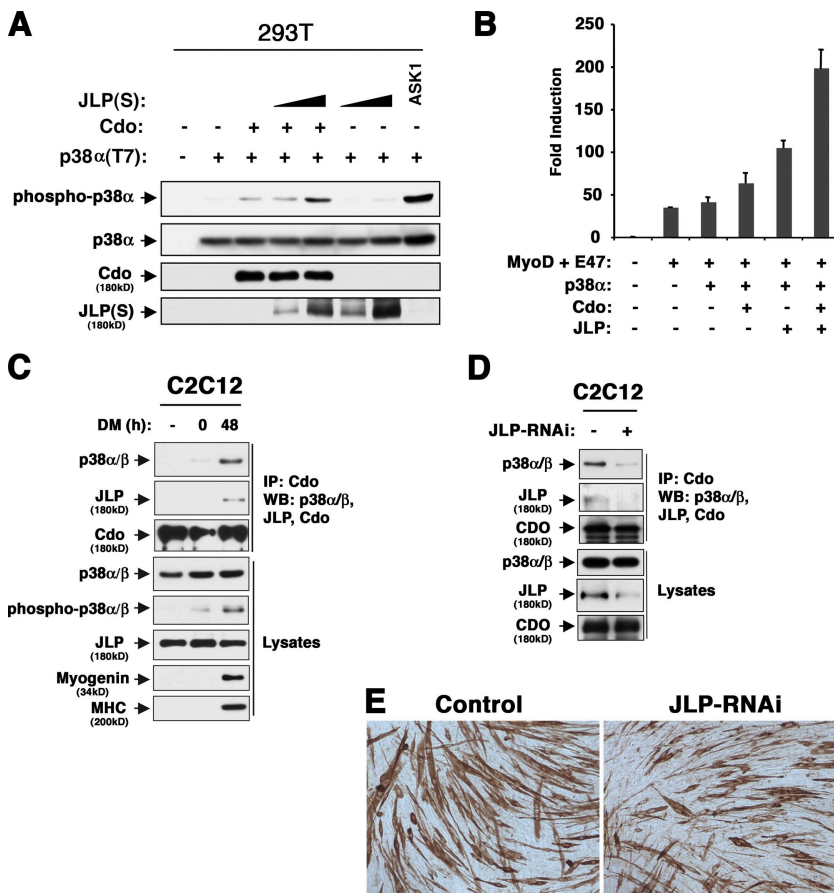 A
293T
JLP(S):
ASK1
Cdo: - - + + + - - -
p38α(T7): - + + + + + + +
phospho-p38α
p38α
Cdo
(180kD)
JLP(S)
(180kD)
B
Fold Induction
250
200
150
100
50
0
MyoD + E47: - + + + + +
p38α: - - + + + +
Cdo: - - - + - +
JLP: - - - - + +
C
C2C12
DM (h): - 0 48
p38α/β
JLP
(180kD)
Cdo
(180kD)
IP: Cdo
WB: p38α/β,
JLP, Cdo
p38α/β
phospho-p38α/β
JLP
(180kD)
Myogenin
(34kD)
MHC
(200kD)
Lysates
D
C2C12
JLP-RNAi: - +
p38α/β
JLP
(180kD)
CDO
(180kD)
IP: Cdo
WB: p38α/β,
JLP, Cdo
p38α/β
JLP
(180kD)
CDO
(180kD)
Lysates
E
Control
JLP-RNAi